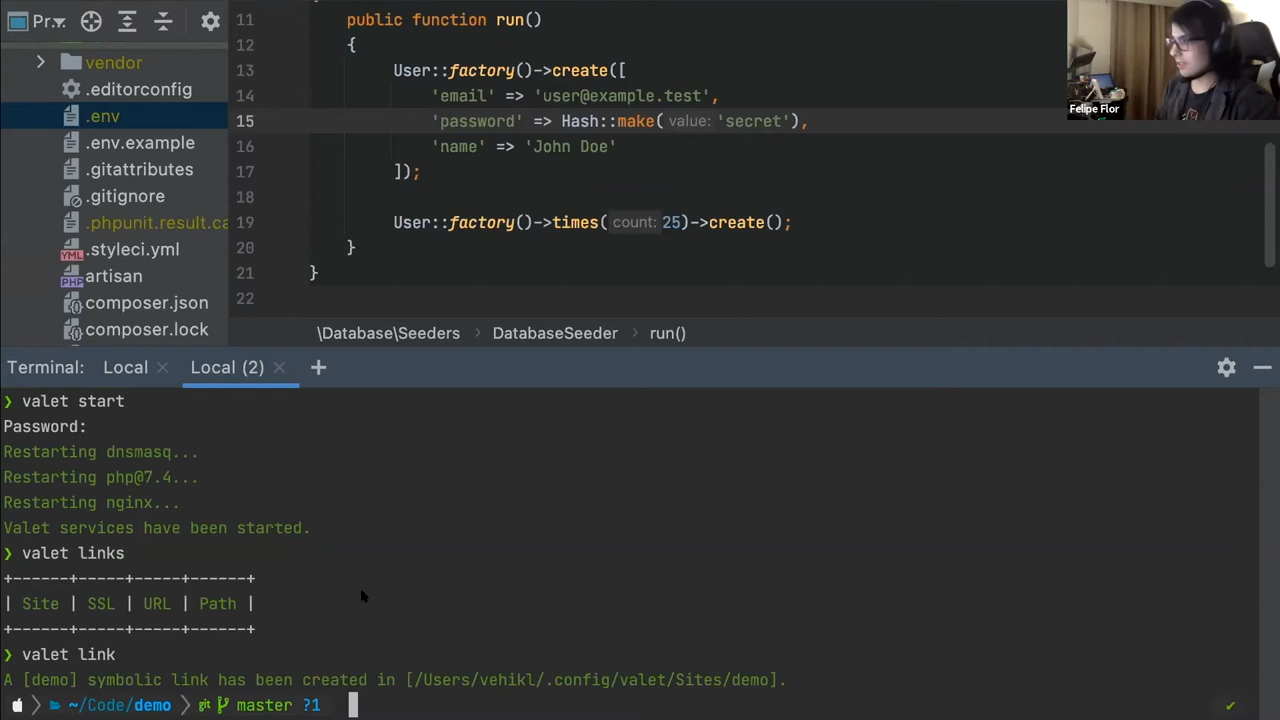 Pr...
vendor
.editorconfig
.env
.env.example
.gitattributes
.gitignore
.phpunit.result.ca
.styleci.yml
artisan
composer.json
composer.lock
11 public function run()
12 {
13 User::factory()->create([
14 'email' => 'user@example.test',
15 'password' => Hash::make( value: 'secret'),
16 'name' => 'John Doe'
17 ]);
18
19 User::factory()->times( count: 25)->create();
20 }
21 }
22
\Database\Seeders > DatabaseSeeder > run()
Felipe Flor
Terminal: Local × Local (2) × +
❯ valet start
Password:
Restarting dnsmasq...
Restarting php@7.4...
Restarting nginx...
Valet services have been started.
❯ valet links
+------+-----+-----+------+
| Site | SSL | URL | Path |
+------+-----+-----+------+
❯ valet link
A [demo] symbolic link has been created in [/Users/vehikl/.config/valet/Sites/demo].
~/Code/demo git master ?1 ✓